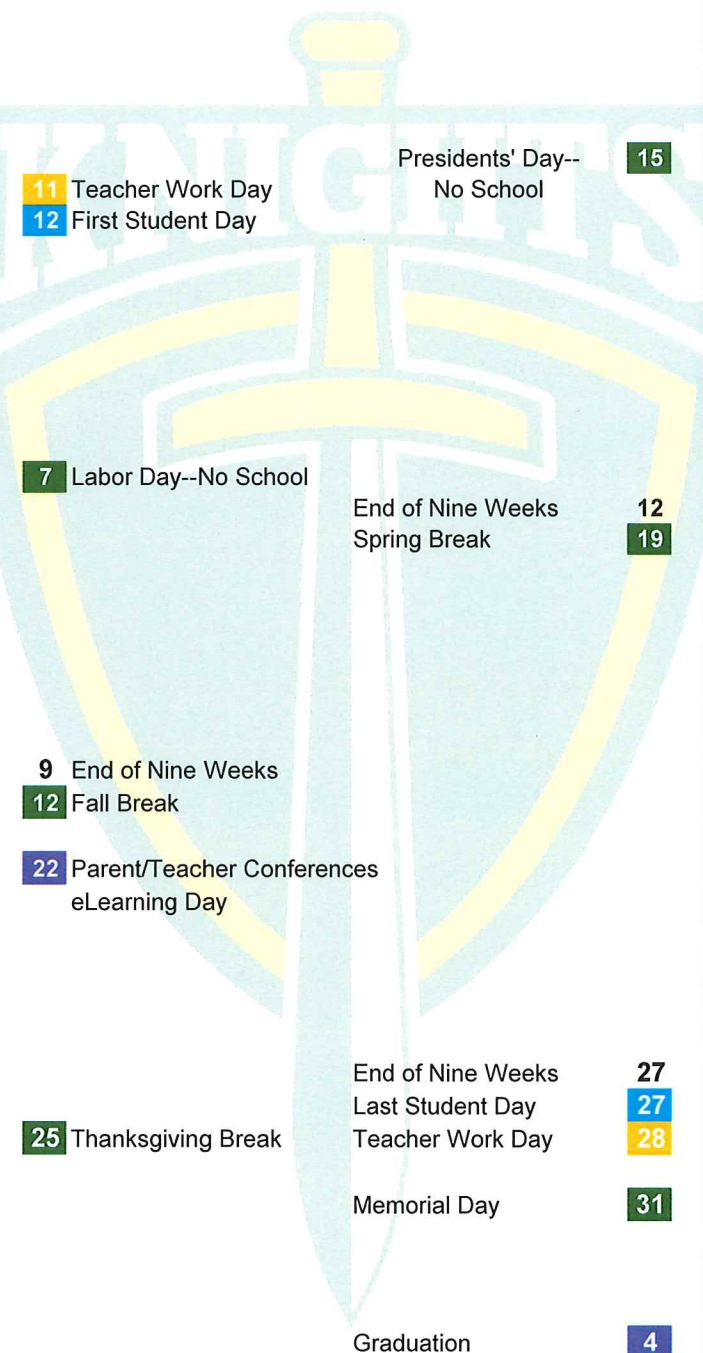 KNIGHTS
11 Teacher Work Day
12 First Student Day
7 Labor Day--No School
9 End of Nine Weeks
12 Fall Break
22 Parent/Teacher Conferences
eLearning Day
25 Thanksgiving Break
Presidents' Day-- 15
No School
End of Nine Weeks 12
Spring Break 19
End of Nine Weeks 27
Last Student Day 27
Teacher Work Day 28
Memorial Day 31
Graduation 4